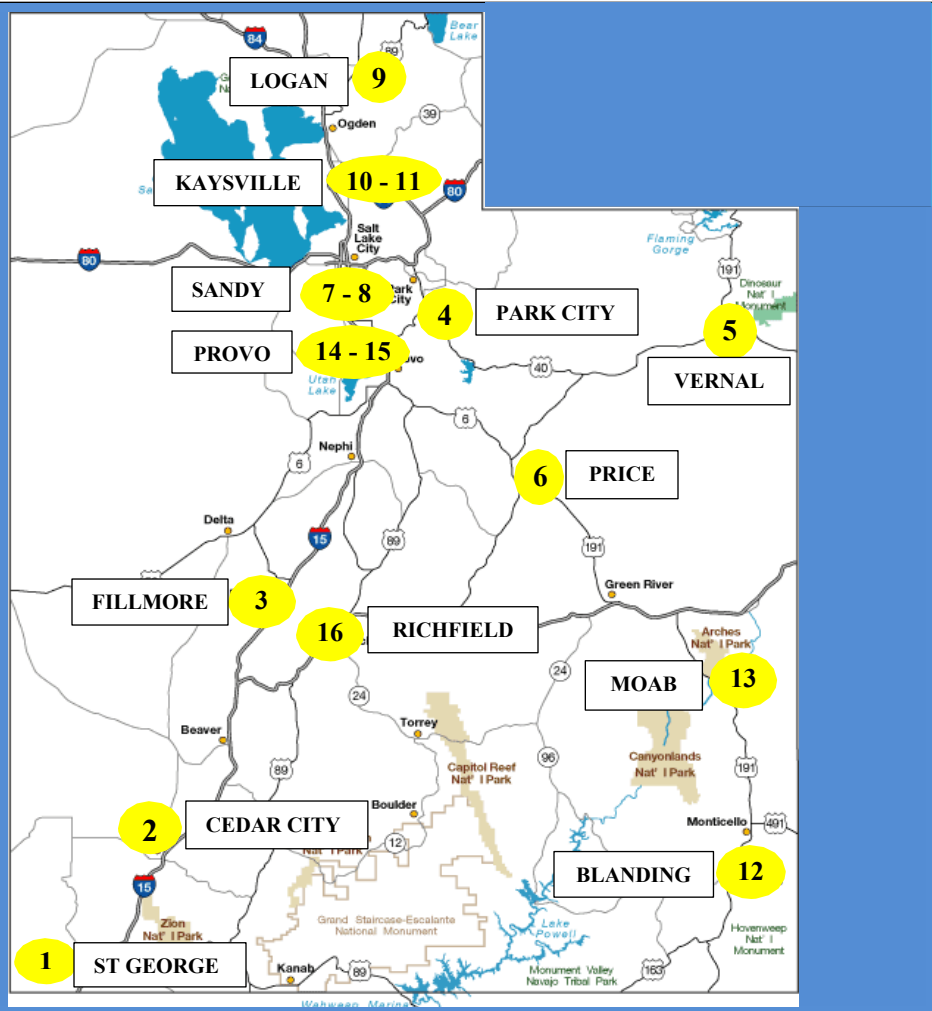 Bear
Lake
84
89
LOGAN
9
Ogden
39
KAYSVILLE
10 - 11
80
Salt
Lake
City
Flaming
Gorge
80
191
SANDY
7 - 8
City
4
PARK CITY
Dinosaur
Nat' l
Monument
5
PROVO
14 - 15
Utah
Lake
40
VERNAL
6
Nephi
6
6
PRICE
Delta
15
89
191
FILLMORE
3
Green River
16
RICHFIELD
Arches
Nat' l Park
24
24
MOAB
13
Beaver
Torrey
96
Canyonlands
Nat' l Park
89
Capitol Reef
Nat' l Park
191
2
CEDAR CITY
Boulder
Monticello
491
Nat' l Park
12
15
BLANDING
12
Zion
Nat' l Park
Grand Staircase-Escalante
National Monument
Lake
Powell
Hovenweep
Nat' l
Monument
1
ST GEORGE
Kanab
89
Monument Valley
Navajo Tribal Park
163
Wahweap Marina